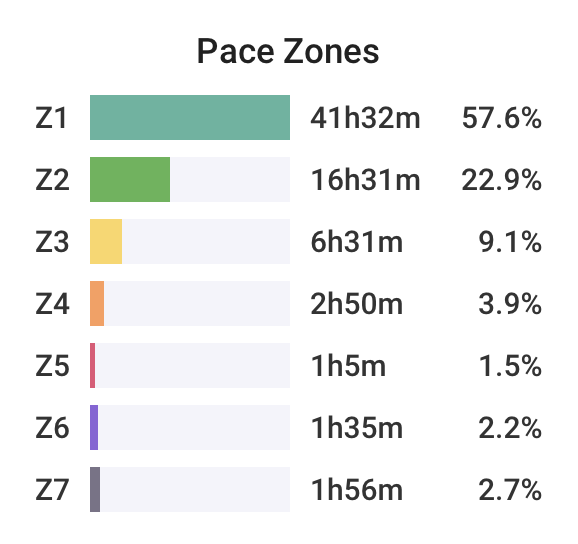 Pace Zones
Z1 41h32m 57.6%
Z2 16h31m 22.9%
Z3 6h31m 9.1%
Z4 2h50m 3.9%
Z5 1h5m 1.5%
Z6 1h35m 2.2%
Z7 1h56m 2.7%